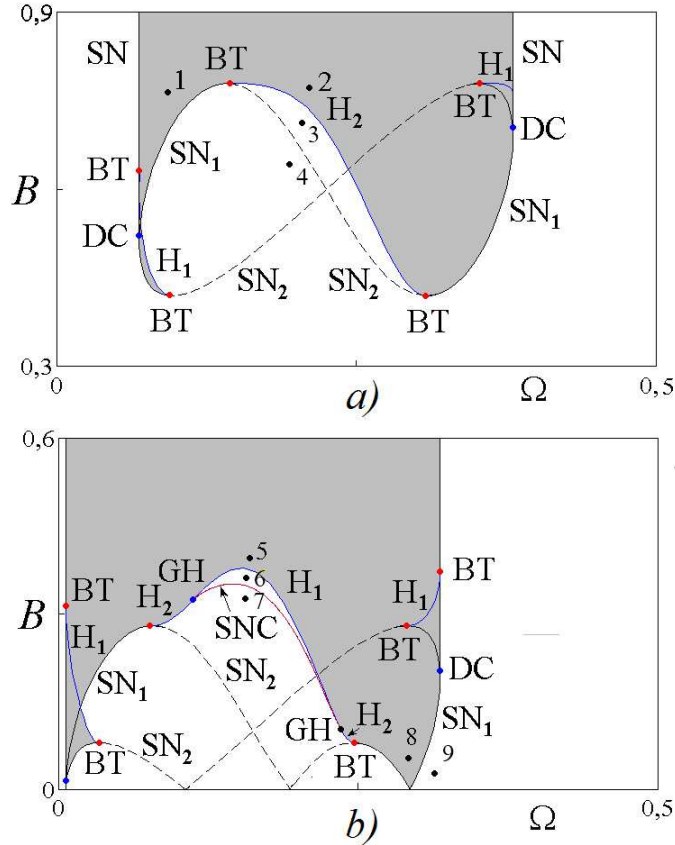 0,9
SN
BT
SN
H₁
1
2
H₂
BT
3
DC
SN₁
4
BT
B
SN₁
DC
H₁
SN₂
SN₂
BT
BT
0,3
0
a)
Ω
0,5
0,6
5
GH
6
H₁
BT
BT
H₂
7
H₁
B
SNC
H₁
BT
SN₁
SN₂
DC
SN₁
GH
H₂
8
9
BT
SN₂
BT
0
0
b)
Ω
0,5